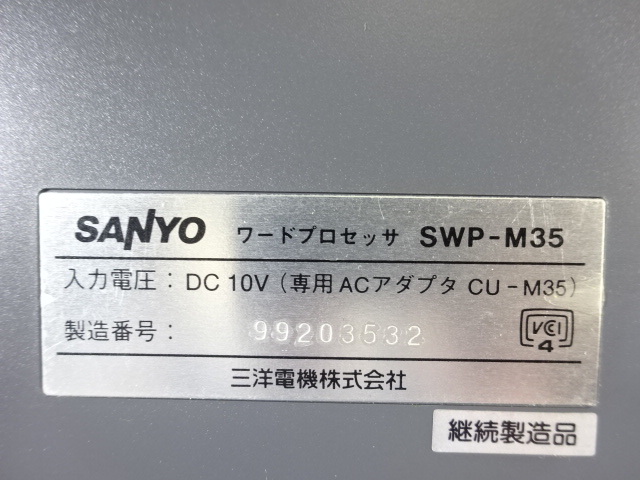 SANYO ワードプロセッサ SWP-M35
入力電圧: DC 10V (専用 ACアダプタ CU-M35)
製造番号: 99203532
VCCI
4
三洋電機株式会社
継続製造品